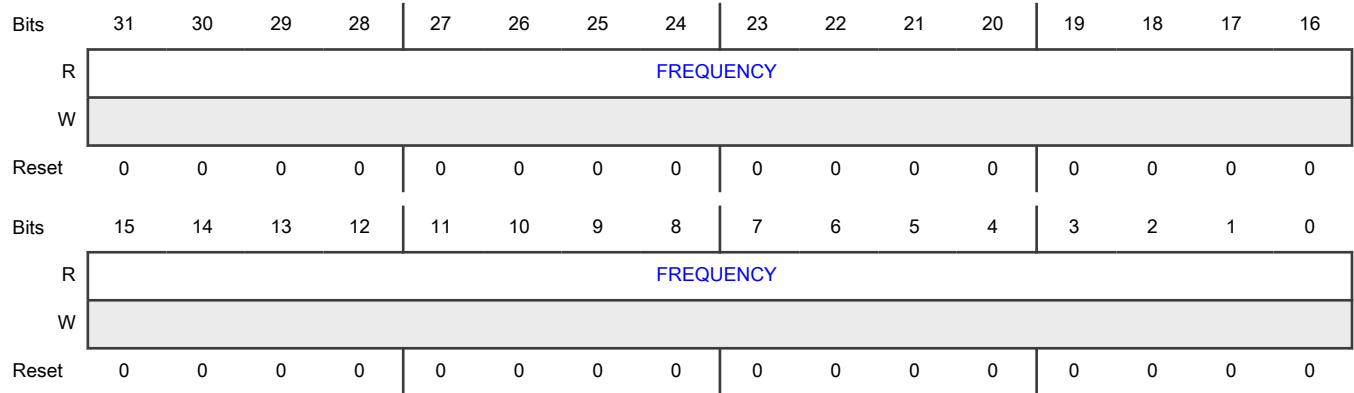 Bits 31 30 29 28 27 26 25 24 23 22 21 20 19 18 17 16
R FREQUENCY
W
Reset 0 0 0 0 0 0 0 0 0 0 0 0 0 0 0 0
Bits 15 14 13 12 11 10 9 8 7 6 5 4 3 2 1 0
R FREQUENCY
W
Reset 0 0 0 0 0 0 0 0 0 0 0 0 0 0 0 0